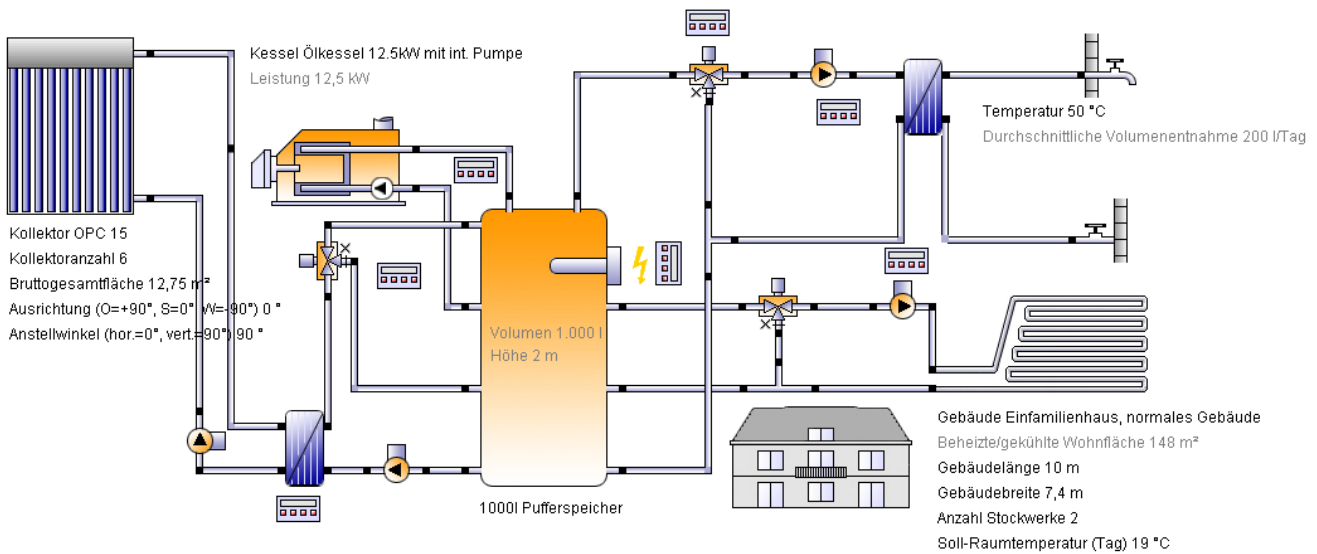 Kessel Ölkessel 12.5kW mit int. Pumpe
Leistung 12,5 kW
Temperatur 50 °C
Durchschnittliche Volumenentnahme 200 l/Tag
Kollektor OPC 15
Kollektoranzahl 6
Bruttogesamtfläche 12,75 m²
Ausrichtung (O=+90°, S=0°, W=-90°) 0 °
Anstellwinkel (hor.=0°, vert.=90°) 90 °
Volumen 1.000 l
Höhe 2 m
1000l Pufferspeicher
Gebäude Einfamilienhaus, normales Gebäude
Beheizte/gekühlte Wohnfläche 148 m²
Gebäudelänge 10 m
Gebäudebreite 7,4 m
Anzahl Stockwerke 2
Soll-Raumtemperatur (Tag) 19 °C